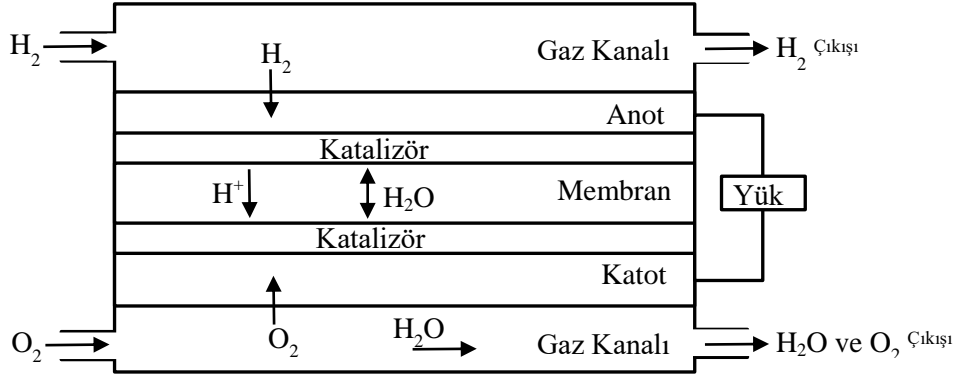 H₂
H₂
Gaz Kanalı
H₂ Çıkışı
Anot
Katalizör
H⁺
H₂O
Membran
Yük
Katalizör
Katot
O₂
O₂
H₂O
Gaz Kanalı
H₂O ve O₂ Çıkışı